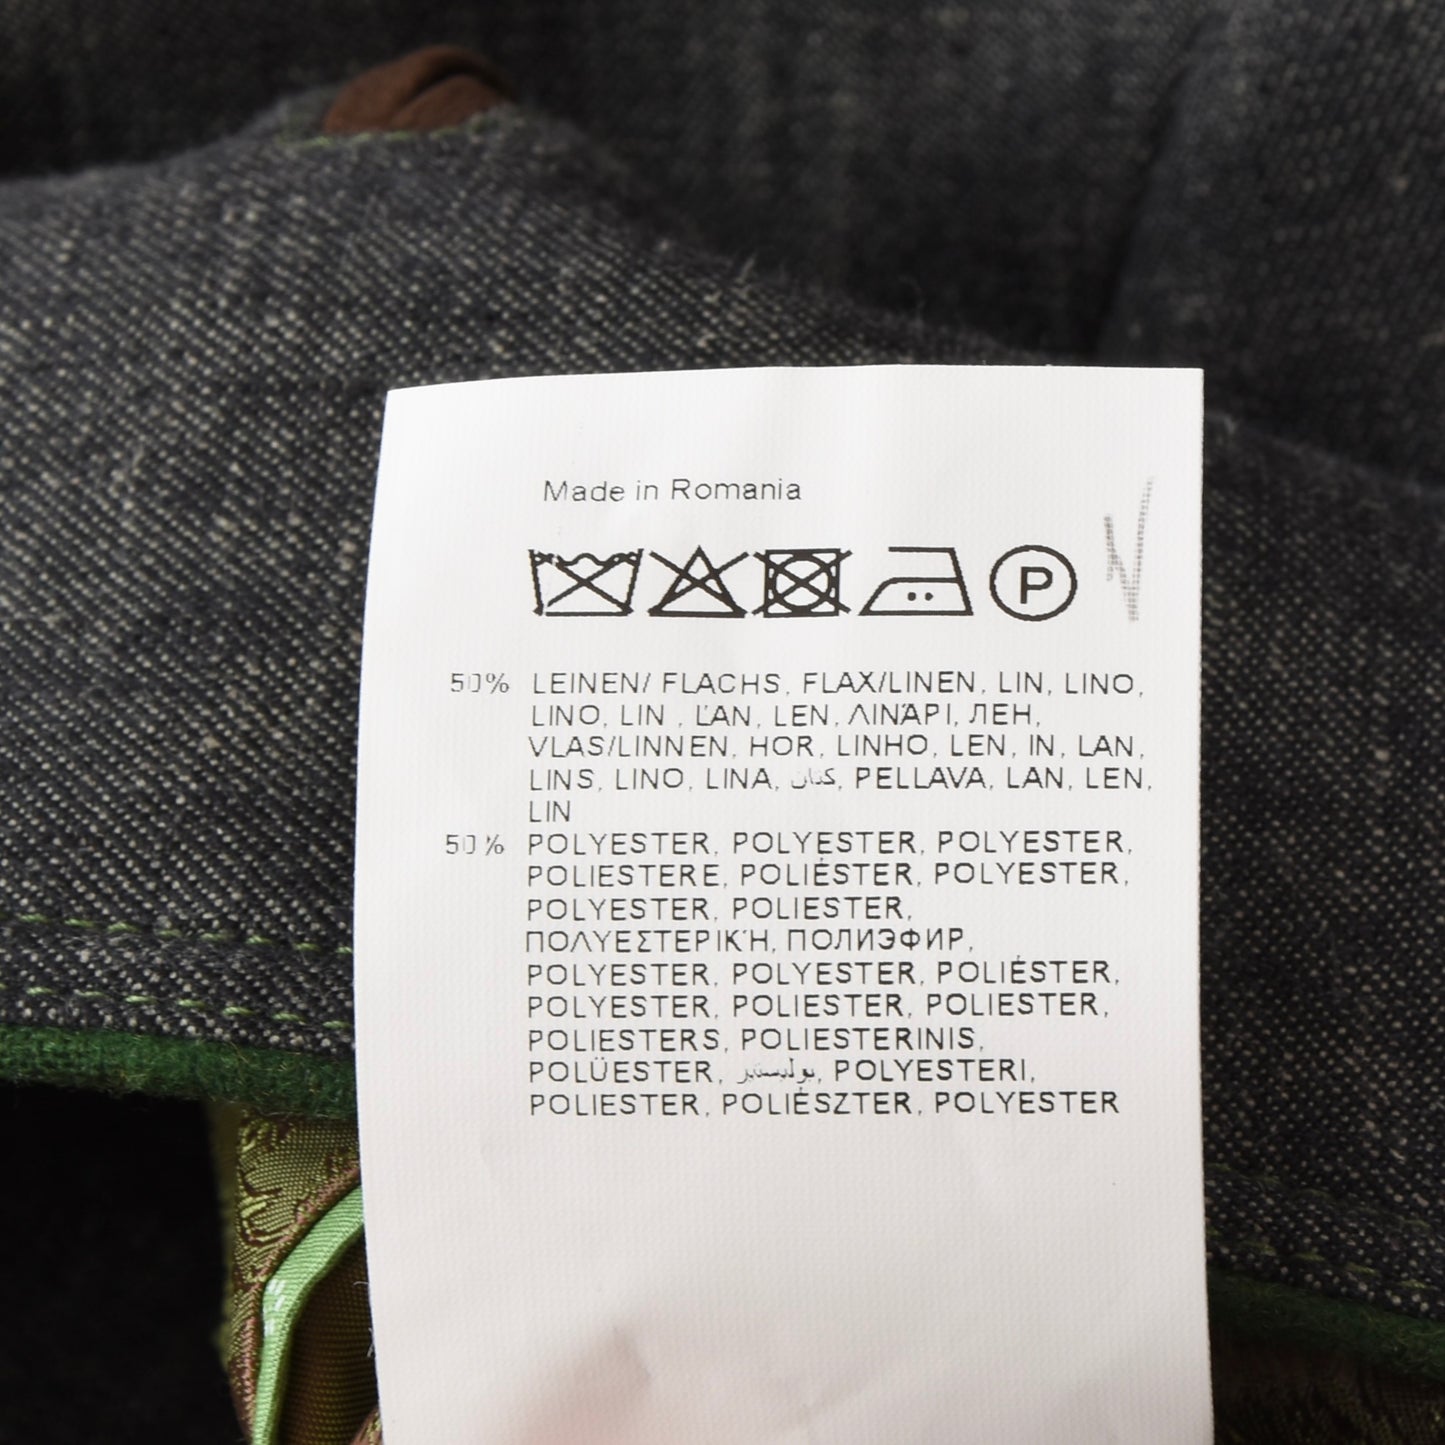 Made in Romania
P
50% LEINEN/ FLACHS, FLAX/LINEN, LIN, LINO,
LINO, LIN , ĽAN, LEN, ΛΙΝΆΡΙ, ЛЕН,
VLAS/LINNEN, HOR, LINHO, LEN, IN, LAN,
LINS, LINO, LINA, كتان, PELLAVA, LAN, LEN,
LIN
50% POLYESTER, POLYESTER, POLYESTER,
POLIESTERE, POLIÉSTER, POLYESTER,
POLYESTER, POLIESTER,
ΠΟΛΥΕΣΤΕΡΙΚΉ, ПОЛИЭФИР,
POLYESTER, POLYESTER, POLIÉSTER,
POLYESTER, POLIESTER, POLIESTER,
POLIESTERS, POLIESTERINIS,
POLÜESTER, بوليستير, POLYESTERI,
POLIESTER, POLIÉSZTER, POLYESTER